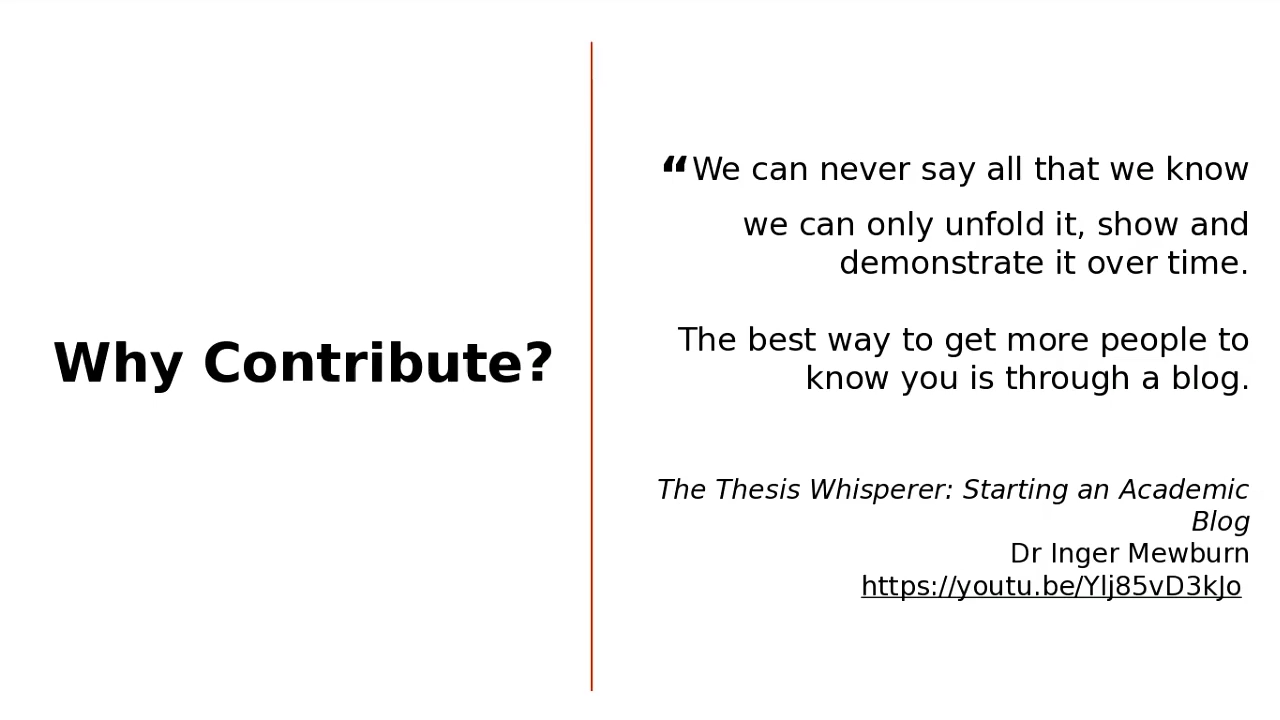 Why Contribute?
“We can never say all that we know
we can only unfold it, show and
demonstrate it over time.
The best way to get more people to
know you is through a blog.
The Thesis Whisperer: Starting an Academic
Blog
Dr Inger Mewburn
https://youtu.be/Ylj85vD3kJo